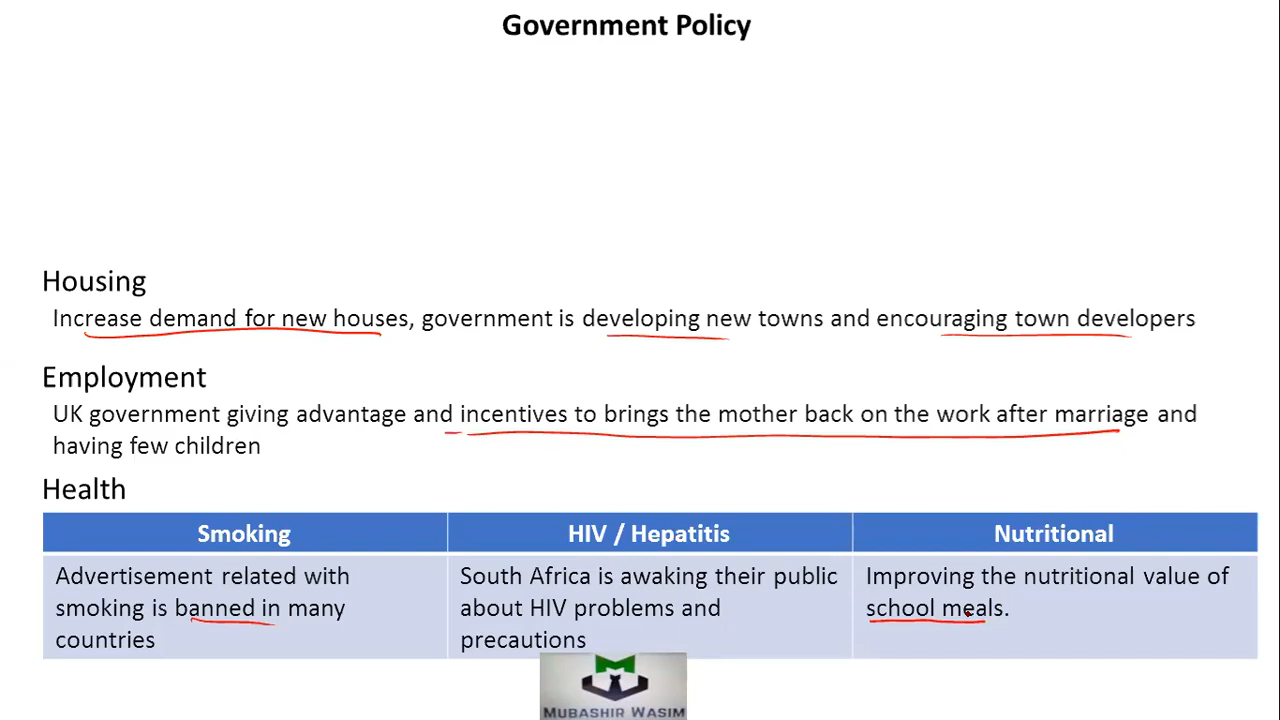 Government Policy
Housing
Increase demand for new houses, government is developing new towns and encouraging town developers
Employment
UK government giving advantage and incentives to brings the mother back on the work after marriage and
having few children
Health
Smoking
HIV / Hepatitis
Nutritional
Advertisement related with
smoking is banned in many
countries
South Africa is awaking their public
about HIV problems and
precautions
Improving the nutritional value of
school meals.
MUBASHIR WASIM